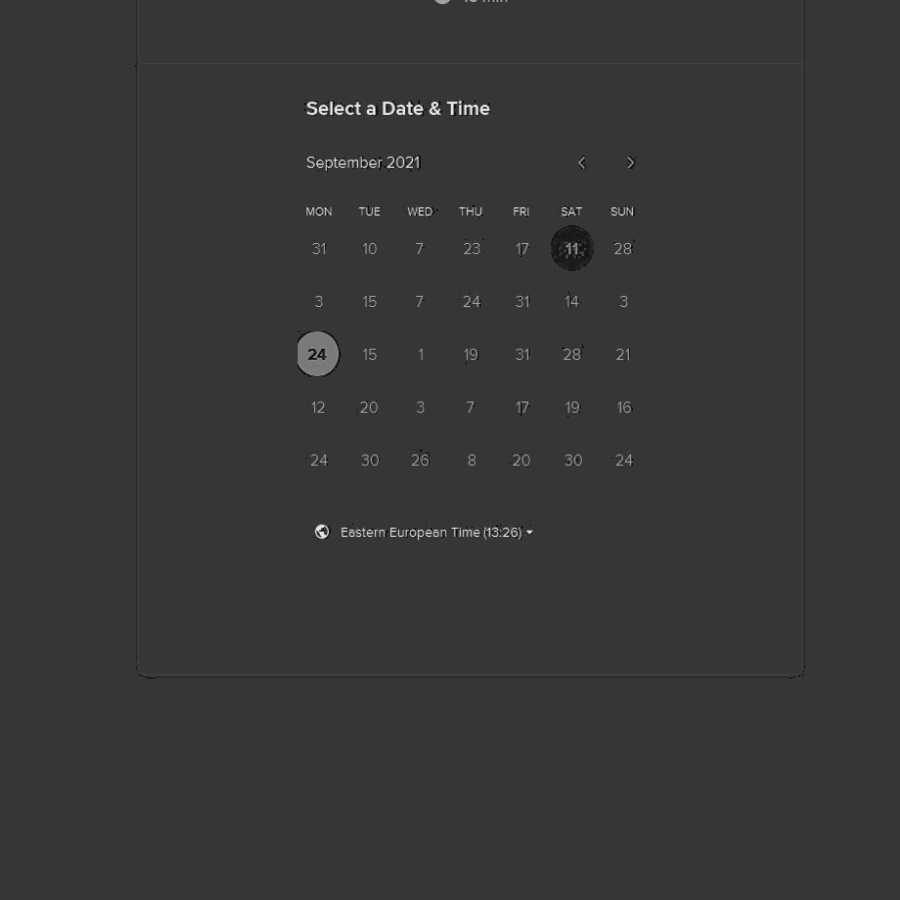 Select a Date & Time
September 2021
MON TUE WED THU FRI SAT SUN
31 10 7 23 17 11 28
3 15 7 24 31 14 3
24 15 1 19 31 28 21
12 20 3 7 17 19 16
24 30 26 8 20 30 24
Eastern European Time (13:26)